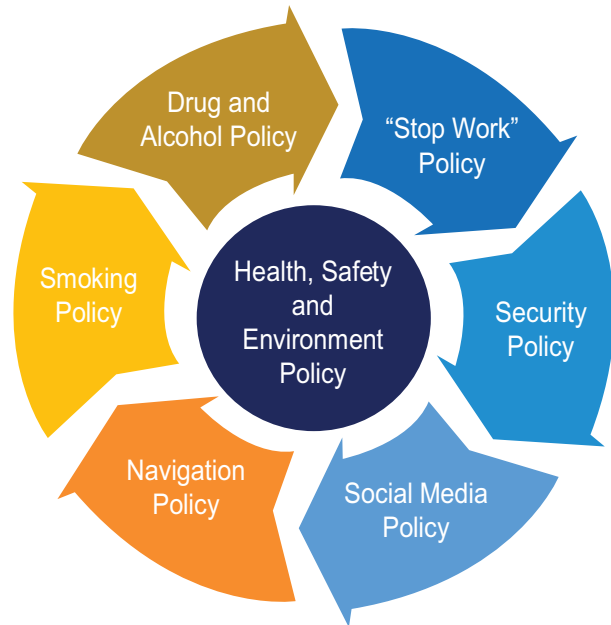 Drug and
Alcohol Policy
“Stop Work”
Policy
Security
Policy
Social Media
Policy
Navigation
Policy
Smoking
Policy
Health, Safety
and
Environment
Policy